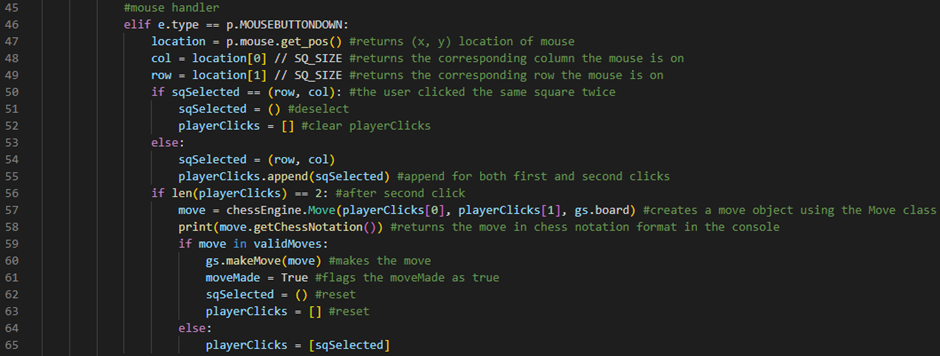 45 #mouse handler
46 elif e.type == p.MOUSEBUTTONDOWN:
47 location = p.mouse.get_pos() #returns (x, y) location of mouse
48 col = location[0] // SQ_SIZE #returns the corresponding column the mouse is on
49 row = location[1] // SQ_SIZE #returns the corresponding row the mouse is on
50 if sqSelected == (row, col): #the user clicked the same square twice
51 sqSelected = () #deselect
52 playerClicks = [] #clear playerClicks
53 else:
54 sqSelected = (row, col)
55 playerClicks.append(sqSelected) #append for both first and second clicks
56 if len(playerClicks) == 2: #after second click
57 move = chessEngine.Move(playerClicks[0], playerClicks[1], gs.board) #creates a move object using the Move class
58 print(move.getChessNotation()) #returns the move in chess notation format in the console
59 if move in validMoves:
60 gs.makeMove(move) #makes the move
61 moveMade = True #flags the moveMade as true
62 sqSelected = () #reset
63 playerClicks = [] #reset
64 else:
65 playerClicks = [sqSelected]